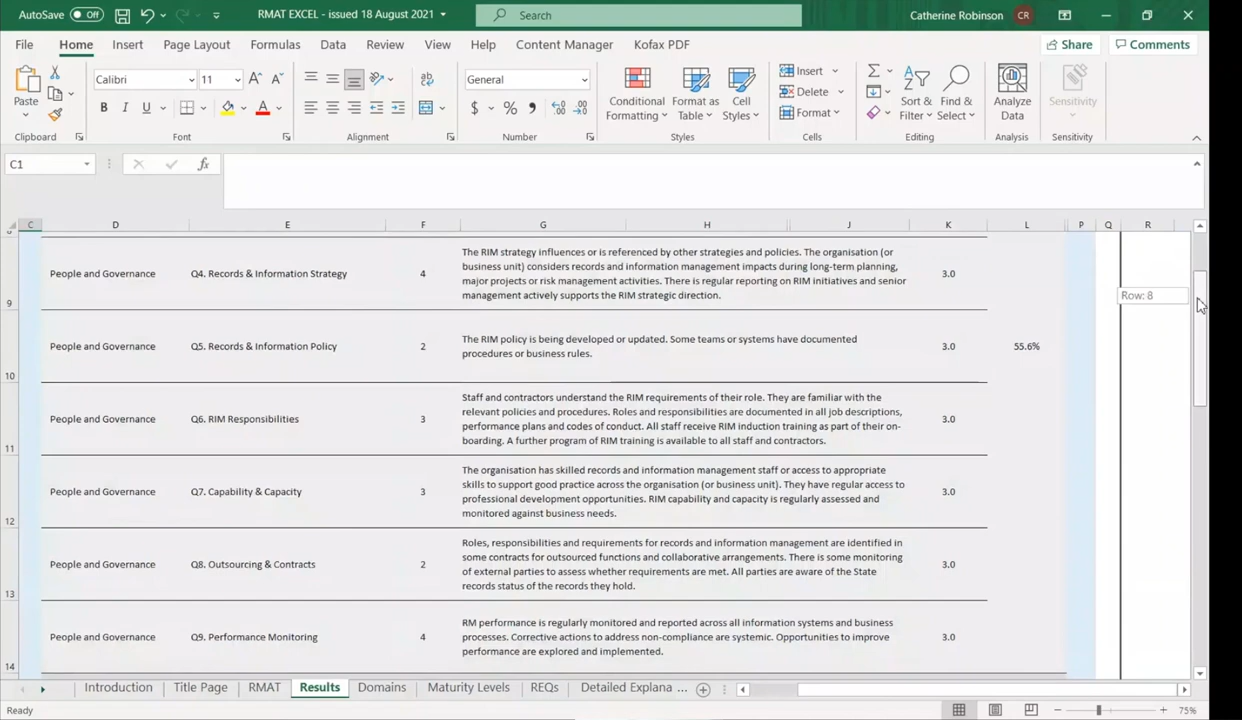 AutoSave Off RMAT EXCEL - issued 18 August 2021 Search Catherine Robinson CR
File Home Insert Page Layout Formulas Data Review View Help Content Manager Kofax PDF Share Comments
Calibri 11 General Insert
Paste Conditional Format as Cell Delete Sort & Find & Analyze Sensitivity
Formatting Table Styles Format Filter Select Data
Clipboard Font Alignment Number Styles Cells Editing Analysis Sensitivity
C1 fx
C D E F G H J K L P Q R
The RIM strategy influences or is referenced by other strategies and policies. The organisation (or
business unit) considers records and information management impacts during long-term planning,
People and Governance Q4. Records & Information Strategy 4 3.0
major projects or risk management activities. There is regular reporting on RIM initiatives and senior
management actively supports the RIM strategic direction.
Row: 8
9
The RIM policy is being developed or updated. Some teams or systems have documented
People and Governance Q5. Records & Information Policy 2 3.0 55.6%
procedures or business rules.
10
Staff and contractors understand the RIM requirements of their role. They are familiar with the
relevant policies and procedures. Roles and responsibilities are documented in all job descriptions,
People and Governance Q6. RIM Responsibilities 3 3.0
performance plans and codes of conduct. All staff receive RIM induction training as part of their on-
boarding. A further program of RIM training is available to all staff and contractors.
11
The organisation has skilled records and information management staff or access to appropriate
skills to support good practice across the organisation (or business unit). They have regular access to
People and Governance Q7. Capability & Capacity 3 3.0
professional development opportunities. RIM capability and capacity is regularly assessed and
monitored against business needs.
12
Roles, responsibilities and requirements for records and information management are identified in
some contracts for outsourced functions and collaborative arrangements. There is some monitoring
People and Governance Q8. Outsourcing & Contracts 2 3.0
of external parties to assess whether requirements are met. All parties are aware of the State
records status of the records they hold.
13
RM performance is regularly monitored and reported across all information systems and business
People and Governance Q9. Performance Monitoring 4 3.0
processes. Corrective actions to address non-compliance are systemic. Opportunities to improve
performance are explored and implemented.
14
Introduction Title Page RMAT Results Domains Maturity Levels REQs Detailed Explana ...
Ready 75%